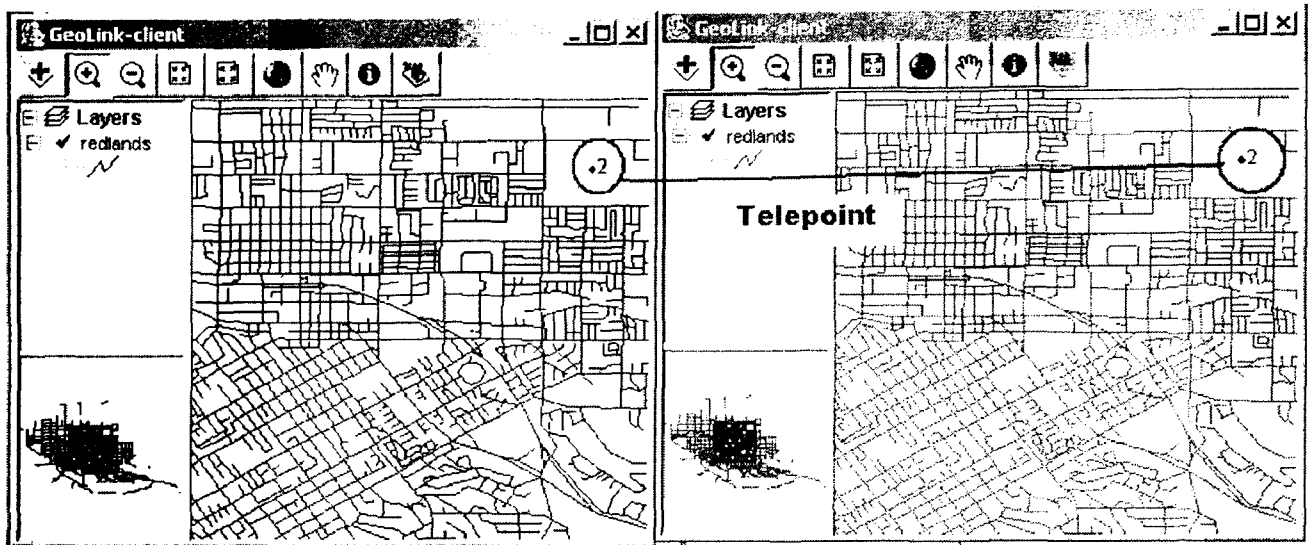 GeoLink-client
Layers
redlands
2
GeoLink-client
Layers
redlands
2
Telepoint